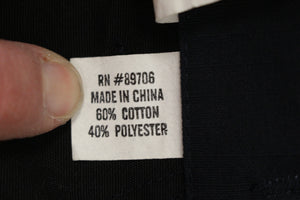 RN #89706
MADE IN CHINA
60% COTTON
40% POLYESTER